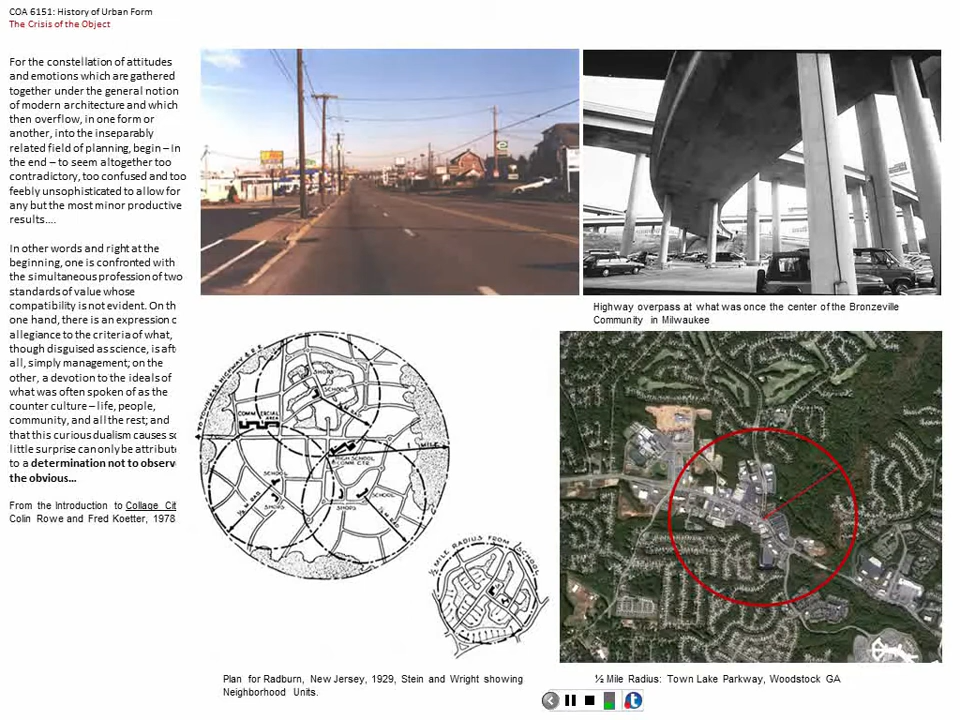 COA 6151: History of Urban Form
The Crisis of the Object
For the constellation of attitudes
and emotions which are gathered
together under the general notion
of modern architecture and which
then overflow, in one form or
another, into the inseparably
related field of planning, begin – in
the end – to seem altogether too
contradictory, too confused and too
feebly unsophisticated to allow for
any but the most minor productive
results....
In other words and right at the
beginning, one is confronted with
the simultaneous profession of two
standards of value whose
compatibility is not evident. On th
one hand, there is an expression c
allegiance to the criteria of what,
though disguised as science, is aft
all, simply management; on the
other, a devotion to the ideals of
what was often spoken of as the
counter culture – life, people,
community, and all the rest; and
that this curious dualism causes so
little surprise can only be attribute
to a determination not to observ
the obvious...
From the Introduction to Collage Cit
Colin Rowe and Fred Koetter, 1978
Highway overpass at what was once the center of the Bronzeville
Community in Milwaukee
SHOPS
SCHOOL
COMMERCIAL
AREA
1 MILE
HIGH SCHOOL
& COMM CTR.
SCHOOL
SCHOOL
SHOPS
SHOPS
½ M RAD
½ MILE RADIUS FROM SCHOOL
Plan for Radburn, New Jersey, 1929, Stein and Wright showing
Neighborhood Units.
½ Mile Radius: Town Lake Parkway, Woodstock GA